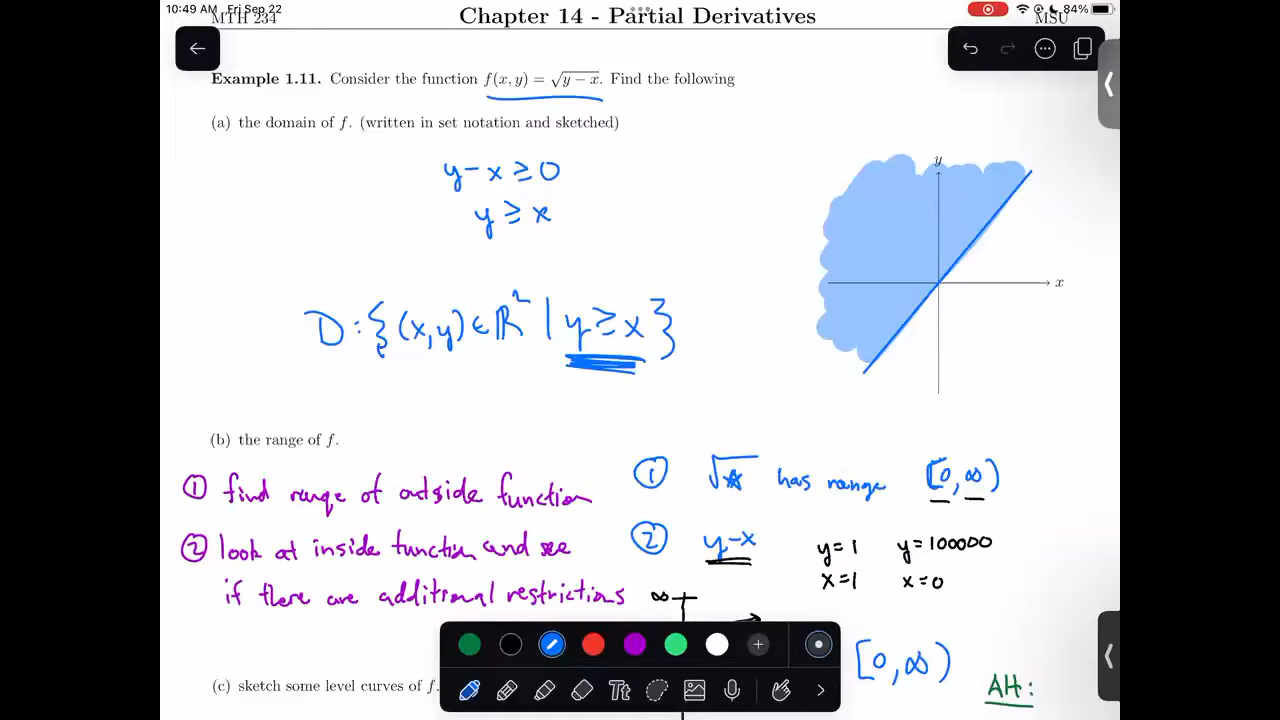 10:49 AM Fri Sep 22
84%
MTH 234
Chapter 14 - Partial Derivatives
MSU
Example 1.11. Consider the function f(x, y) = √(y − x). Find the following
(a) the domain of f. (written in set notation and sketched)
y-x ≥ 0
y ≥ x
y
x
D: {(x,y) ∈ ℝ² | y ≥ x}
(b) the range of f.
① find range of outside function
② look at inside function and see
if there are additional restrictions
① √☆ has range [0, ∞)
② y-x
y=1 y=100000
x=1 x=0
∞
[0, ∞)
(c) sketch some level curves of f.
Alt:
Tt